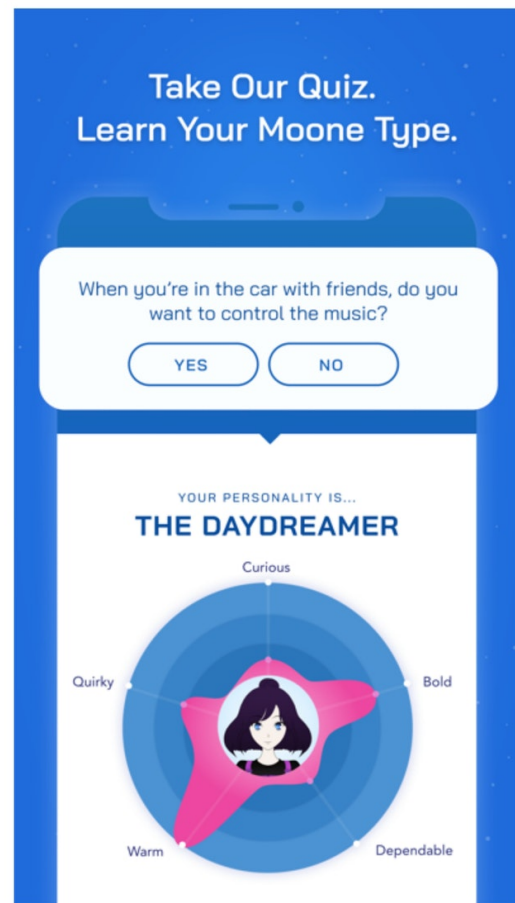 Take Our Quiz.
Learn Your Moone Type.
When you're in the car with friends, do you
want to control the music?
YES
NO
YOUR PERSONALITY IS...
THE DAYDREAMER
Curious
Quirky
Bold
Warm
Dependable